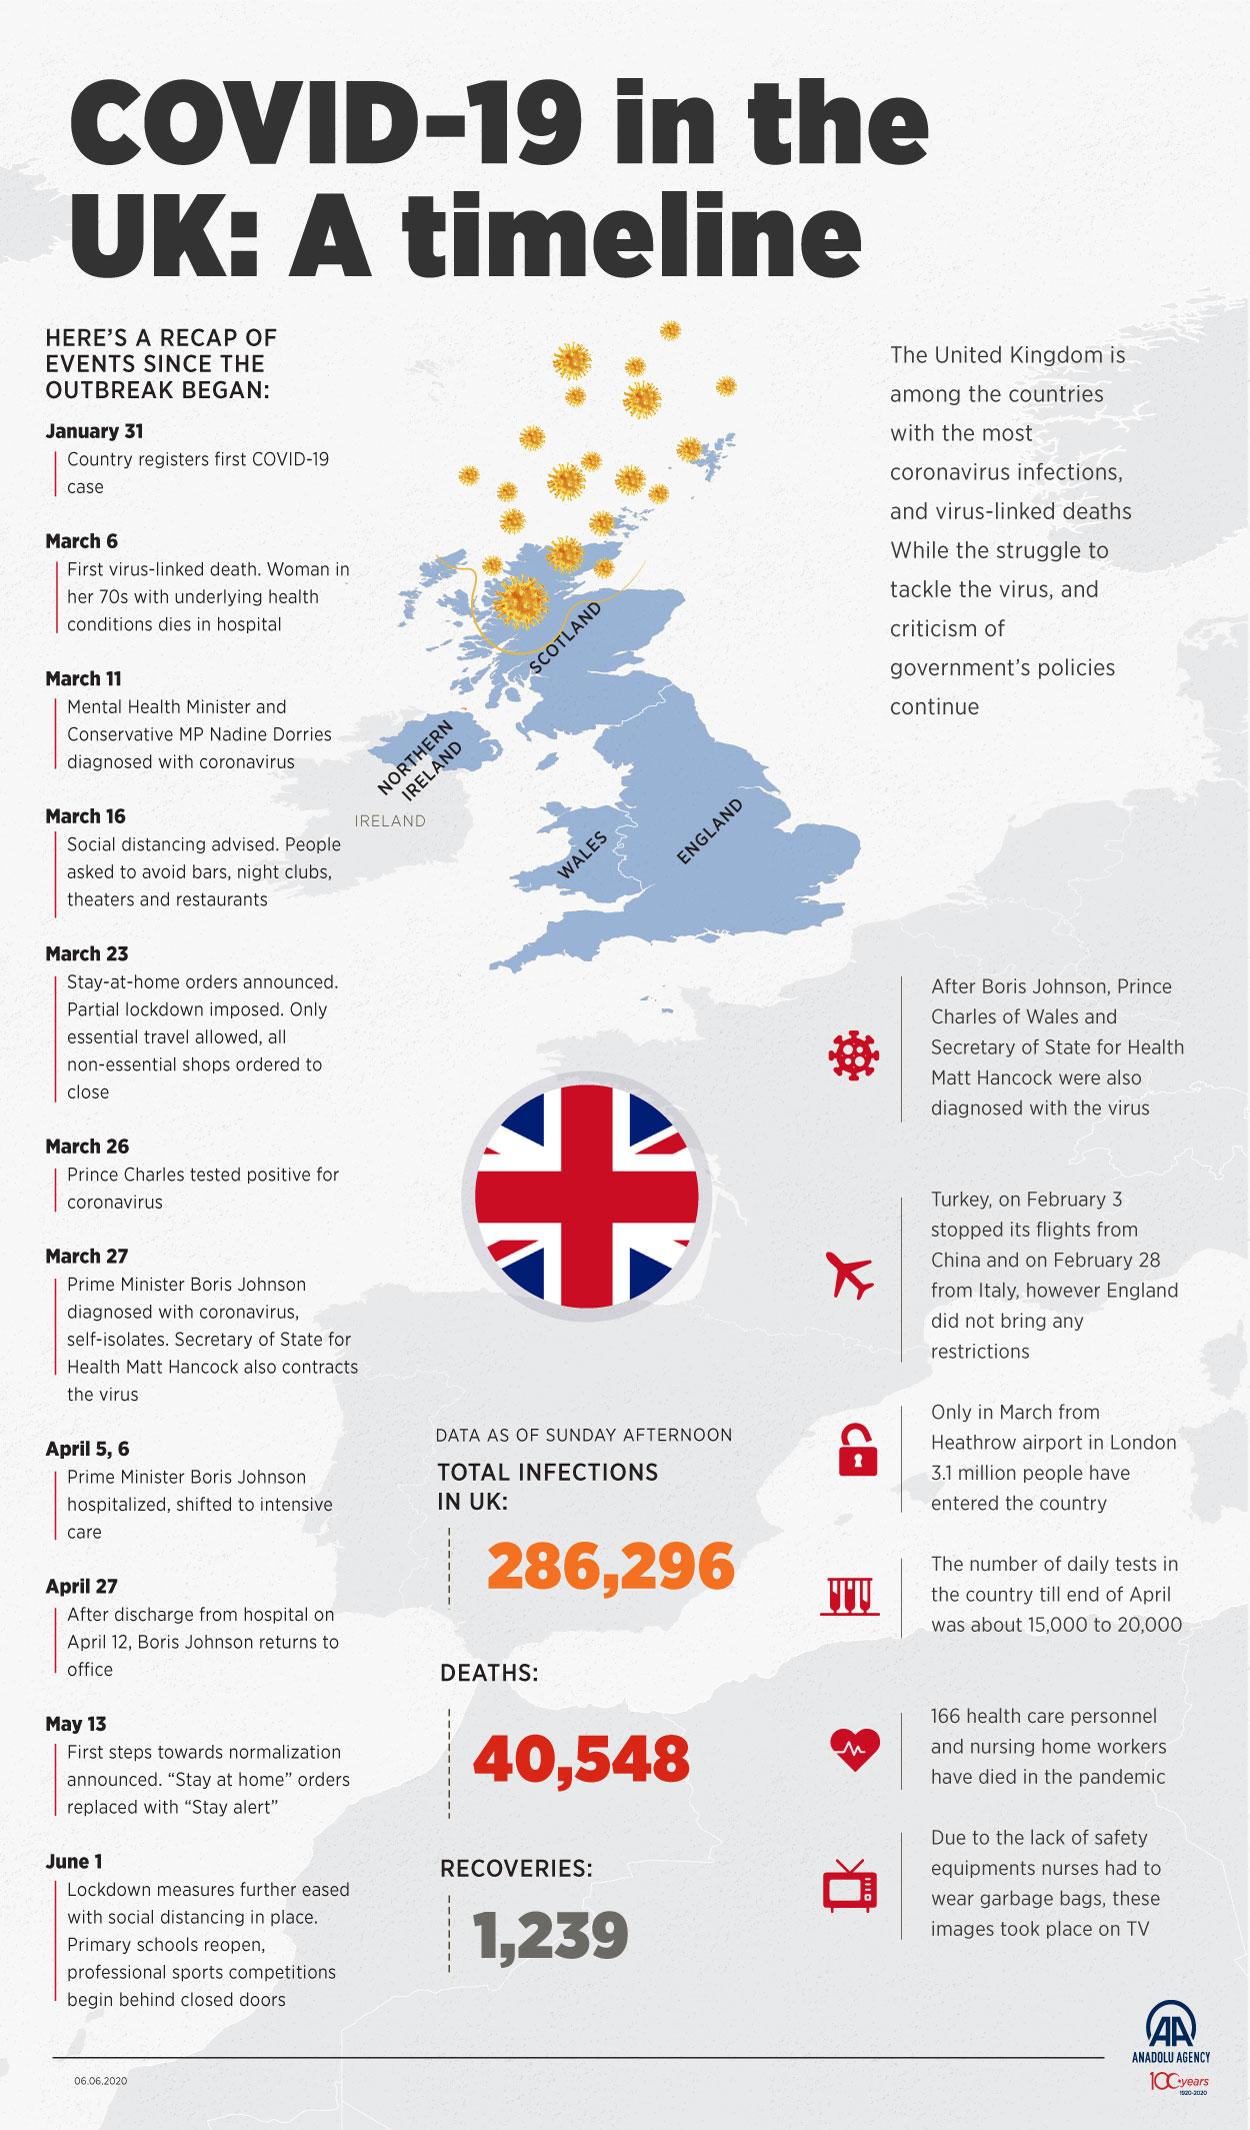 COVID-19 in the
UK: A timeline
HERE'S A RECAP OF
EVENTS SINCE THE
OUTBREAK BEGAN:
January 31
Country registers first COVID-19
case
March 6
First virus-linked death. Woman in
her 70s with underlying health
conditions dies in hospital
March 11
Mental Health Minister and
Conservative MP Nadine Dorries
diagnosed with coronavirus
March 16
Social distancing advised. People
asked to avoid bars, night clubs,
theaters and restaurants
March 23
Stay-at-home orders announced.
Partial lockdown imposed. Only
essential travel allowed, all
non-essential shops ordered to
close
March 26
Prince Charles tested positive for
coronavirus
March 27
Prime Minister Boris Johnson
diagnosed with coronavirus,
self-isolates. Secretary of State for
Health Matt Hancock also contracts
the virus
April 5, 6
Prime Minister Boris Johnson
hospitalized, shifted to intensive
care
April 27
After discharge from hospital on
April 12, Boris Johnson returns to
office
May 13
First steps towards normalization
announced. “Stay at home” orders
replaced with “Stay alert”
June 1
Lockdown measures further eased
with social distancing in place.
Primary schools reopen,
professional sports competitions
begin behind closed doors
SCOTLAND
NORTHERN
IRELAND
IRELAND
WALES
ENGLAND
DATA AS OF SUNDAY AFTERNOON
TOTAL INFECTIONS
IN UK:
286,296
DEATHS:
40,548
RECOVERIES:
1,239
The United Kingdom is
among the countries
with the most
coronavirus infections,
and virus-linked deaths
While the struggle to
tackle the virus, and
criticism of
government's policies
continue
After Boris Johnson, Prince
Charles of Wales and
Secretary of State for Health
Matt Hancock were also
diagnosed with the virus
Turkey, on February 3
stopped its flights from
China and on February 28
from Italy, however England
did not bring any
restrictions
Only in March from
Heathrow airport in London
3.1 million people have
entered the country
The number of daily tests in
the country till end of April
was about 15,000 to 20,000
166 health care personnel
and nursing home workers
have died in the pandemic
Due to the lack of safety
equipments nurses had to
wear garbage bags, these
images took place on TV
AA
ANADOLU AGENCY
100 years
1920-2020
06.06.2020